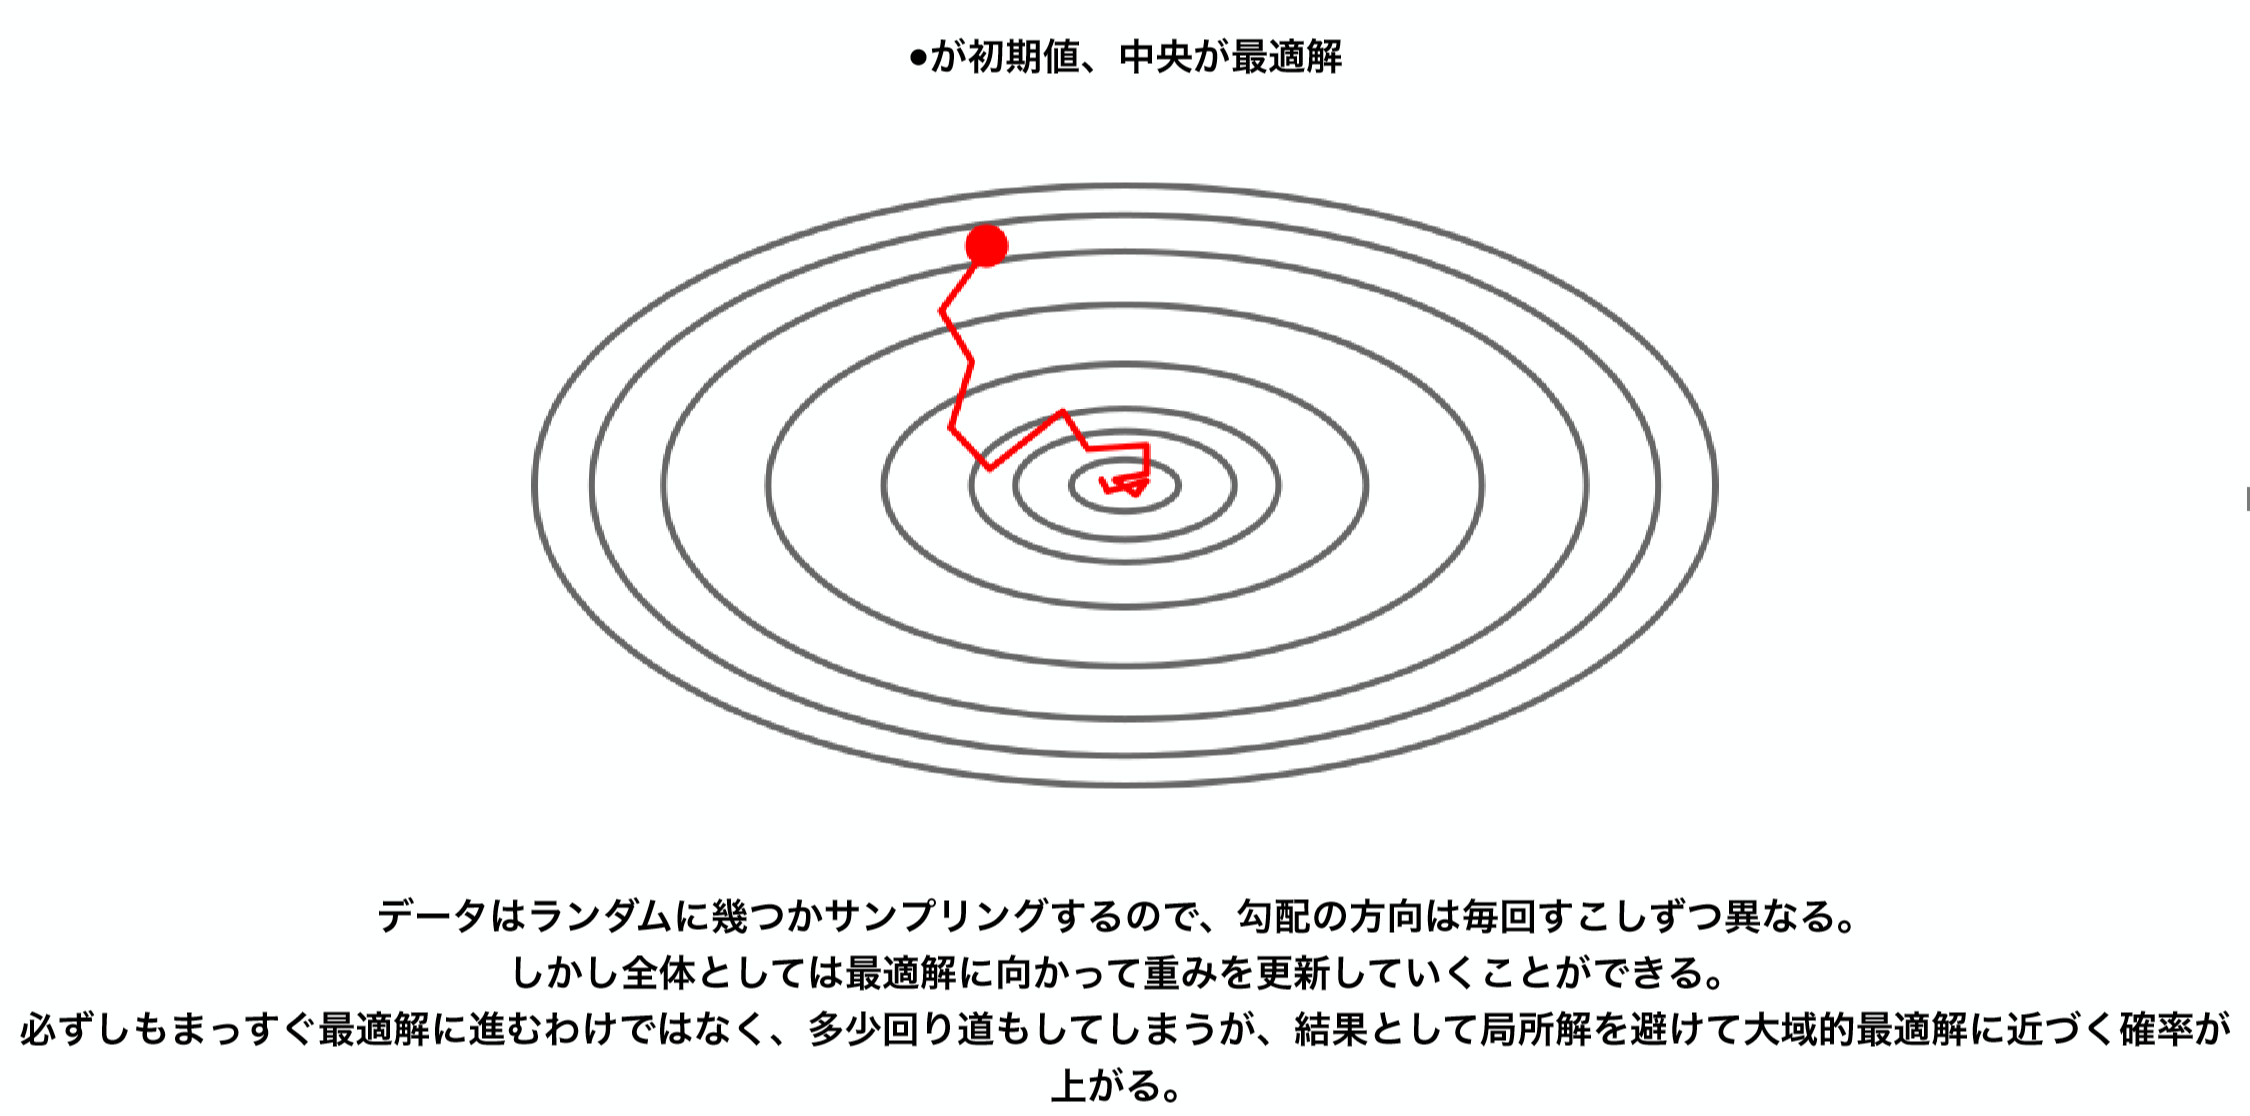 ●が初期値、中央が最適解
データはランダムに幾つかサンプリングするので、勾配の方向は毎回すこしずつ異なる。
しかし全体としては最適解に向かって重みを更新していくことができる。
必ずしもまっすぐ最適解に進むわけではなく、多少回り道もしてしまうが、結果として局所解を避けて大域的最適解に近づく確率が
上がる。